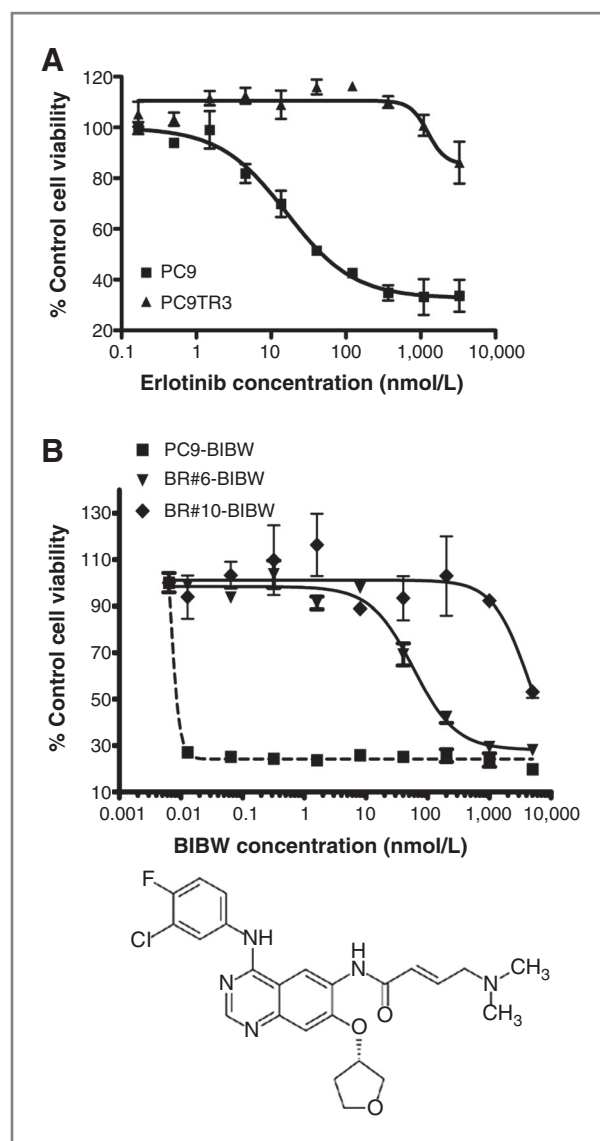 A
120
100
80
60
40
20
% Control cell viability
PC9
PC9TR3
0.1 1 10 100 1,000 10,000
Erlotinib concentration (nmol/L)
B
PC9-BIBW
BR#6-BIBW
BR#10-BIBW
130
110
90
70
50
30
10
% Control cell viability
0.001 0.01 0.1 1 10 100 1,000 10,000
BIBW concentration (nmol/L)
F
Cl
NH
H
N
N
N
O
O
N
CH3
CH3
O